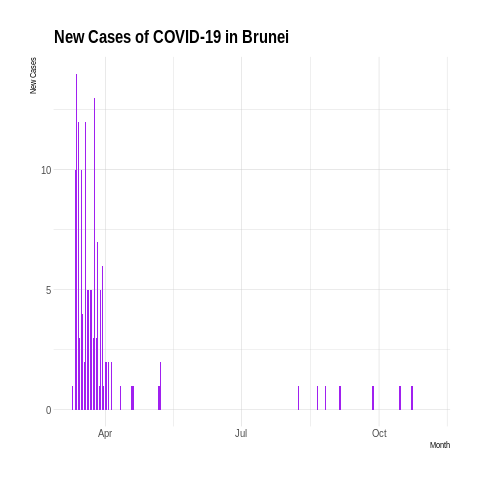 New Cases of COVID-19 in Brunei
New Cases
10
5
0
Apr
Jul
Oct
Month